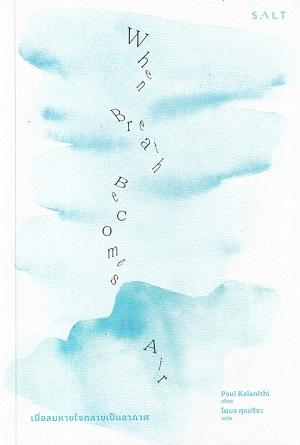 SALT
When
Breath
Becomes
Air
Paul Kalanithi
เขียน
โตมร ศุขปรีชา
แปล
เมื่อลมหายใจกลายเป็นอากาศ